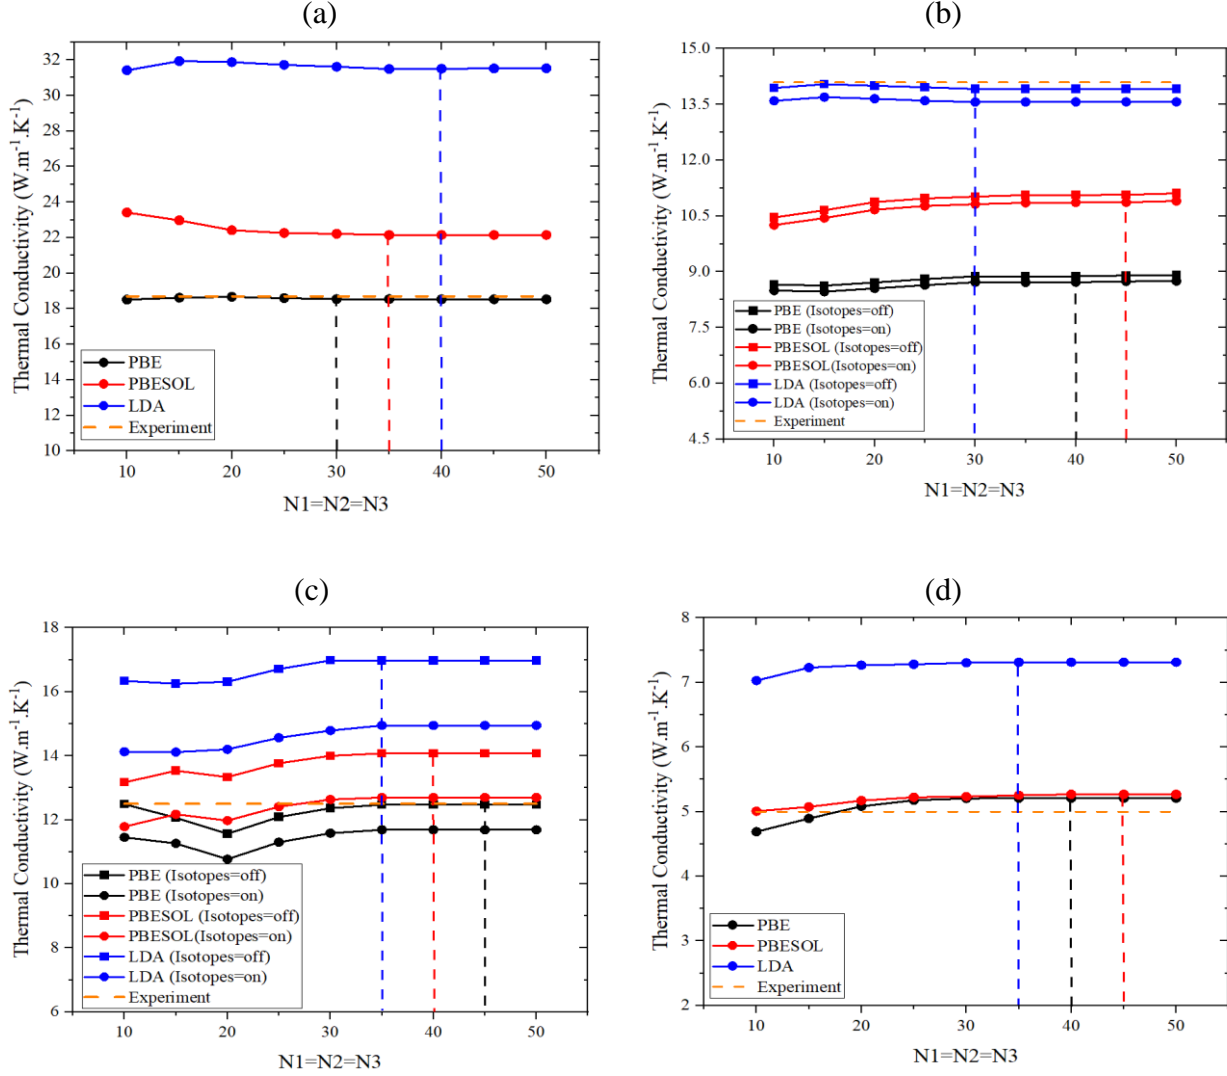 (a)
32
30
28
26
24
22
20
18
16
14
12
10
Thermal Conductivity (W.m⁻¹.K⁻¹)
PBE
PBESOL
LDA
Experiment
10 20 30 40 50
N1=N2=N3
(b)
15.0
13.5
12.0
10.5
9.0
7.5
6.0
4.5
Thermal Conductivity (W.m⁻¹.K⁻¹)
PBE (Isotopes=off)
PBE (Isotopes=on)
PBESOL (Isotopes=off)
PBESOL(Isotopes=on)
LDA (Isotopes=off)
LDA (Isotopes=on)
Experiment
10 20 30 40 50
N1=N2=N3
(c)
18
16
14
12
10
8
6
Thermal Conductivity (W.m⁻¹.K⁻¹)
PBE (Isotopes=off)
PBE (Isotopes=on)
PBESOL (Isotopes=off)
PBESOL(Isotopes=on)
LDA (Isotopes=off)
LDA (Isotopes=on)
Experiment
10 20 30 40 50
N1=N2=N3
(d)
8
7
6
5
4
3
2
Thermal Conductivity (W.m⁻¹.K⁻¹)
PBE
PBESOL
LDA
Experiment
10 20 30 40 50
N1=N2=N3